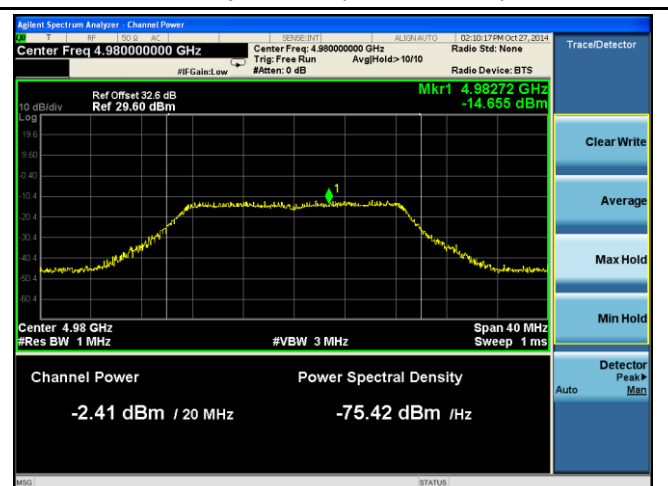 Agilent Spectrum Analyzer - Channel Power
LXI T RF 50 Ω AC SENSE:INT ALIGN AUTO 02:10:17 PM Oct 27, 2014
Center Freq 4.980000000 GHz
Center Freq: 4.980000000 GHz
Radio Std: None
Trig: Free Run Avg|Hold:>10/10
#IFGain:Low
#Atten: 0 dB
Radio Device: BTS
Trace/Detector
Mkr1 4.98272 GHz
-14.655 dBm
Ref Offset 32.6 dB
10 dB/div Ref 29.60 dBm
Log
19.6
9.60
-0.40
-10.4
-20.4
-30.4
-40.4
-50.4
-60.4
1
Center 4.98 GHz
Span 40 MHz
#Res BW 1 MHz
#VBW 3 MHz
Sweep 1 ms
Channel Power
Power Spectral Density
-2.41 dBm / 20 MHz
-75.42 dBm /Hz
Clear Write
Average
Max Hold
Min Hold
Detector
Peak▶
Auto Man
MSG
STATUS